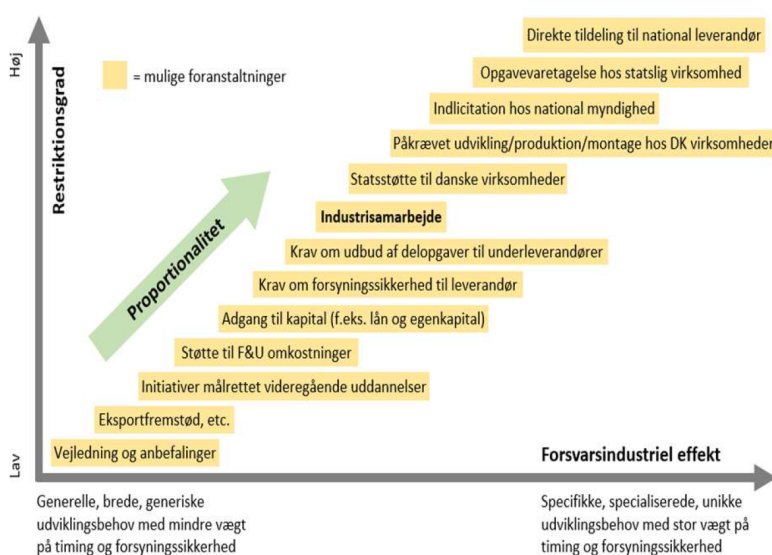 Høj
Restriktionsgrad
Lav
= mulige foranstaltninger
Direkte tildeling til national leverandør
Opgavevaretagelse hos statslig virksomhed
Indlicitation hos national myndighed
Påkrævet udvikling/produktion/montage hos DK virksomheder
Statsstøtte til danske virksomheder
Industrisamarbejde
Krav om udbud af delopgaver til underleverandører
Krav om forsyningssikkerhed til leverandør
Adgang til kapital (f.eks. lån og egenkapital)
Støtte til F&U omkostninger
Initiativer målrettet videregående uddannelser
Eksportfremstød, etc.
Vejledning og anbefalinger
Proportionalitet
Forsvarsindustriel effekt
Generelle, brede, generiske
udviklingsbehov med mindre vægt
på timing og forsyningssikkerhed
Specifikke, specialiserede, unikke
udviklingsbehov med stor vægt på
timing og forsyningssikkerhed